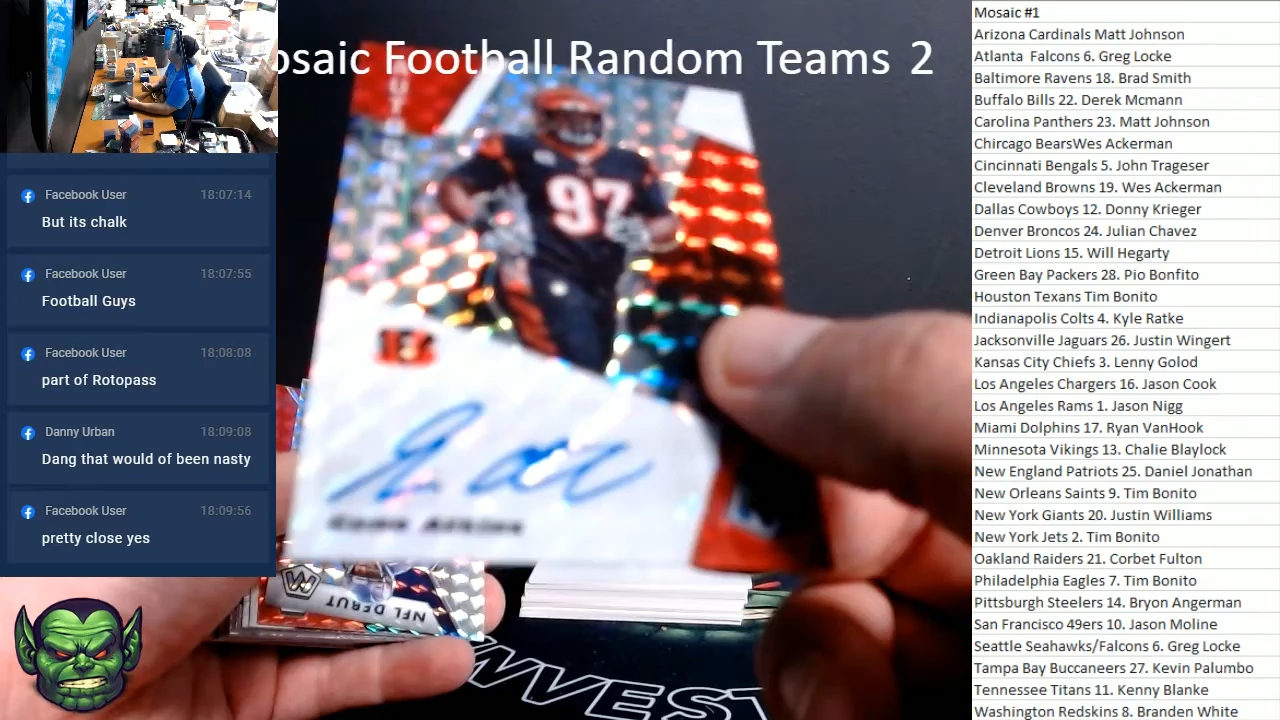 osaic Football Random Teams 2
Facebook User 18:07:14
But its chalk
Facebook User 18:07:55
Football Guys
Facebook User 18:08:08
part of Rotopass
Danny Urban 18:09:08
Dang that would of been nasty
Facebook User 18:09:56
pretty close yes
97
NFL DEBUT
INVEST
Mosaic #1
Arizona Cardinals Matt Johnson
Atlanta Falcons 6. Greg Locke
Baltimore Ravens 18. Brad Smith
Buffalo Bills 22. Derek Mcmann
Carolina Panthers 23. Matt Johnson
Chircago BearsWes Ackerman
Cincinnati Bengals 5. John Trageser
Cleveland Browns 19. Wes Ackerman
Dallas Cowboys 12. Donny Krieger
Denver Broncos 24. Julian Chavez
Detroit Lions 15. Will Hegarty
Green Bay Packers 28. Pio Bonfito
Houston Texans Tim Bonito
Indianapolis Colts 4. Kyle Ratke
Jacksonville Jaguars 26. Justin Wingert
Kansas City Chiefs 3. Lenny Golod
Los Angeles Chargers 16. Jason Cook
Los Angeles Rams 1. Jason Nigg
Miami Dolphins 17. Ryan VanHook
Minnesota Vikings 13. Chalie Blaylock
New England Patriots 25. Daniel Jonathan
New Orleans Saints 9. Tim Bonito
New York Giants 20. Justin Williams
New York Jets 2. Tim Bonito
Oakland Raiders 21. Corbet Fulton
Philadelphia Eagles 7. Tim Bonito
Pittsburgh Steelers 14. Bryon Angerman
San Francisco 49ers 10. Jason Moline
Seattle Seahawks/Falcons 6. Greg Locke
Tampa Bay Buccaneers 27. Kevin Palumbo
Tennessee Titans 11. Kenny Blanke
Washington Redskins 8. Branden White